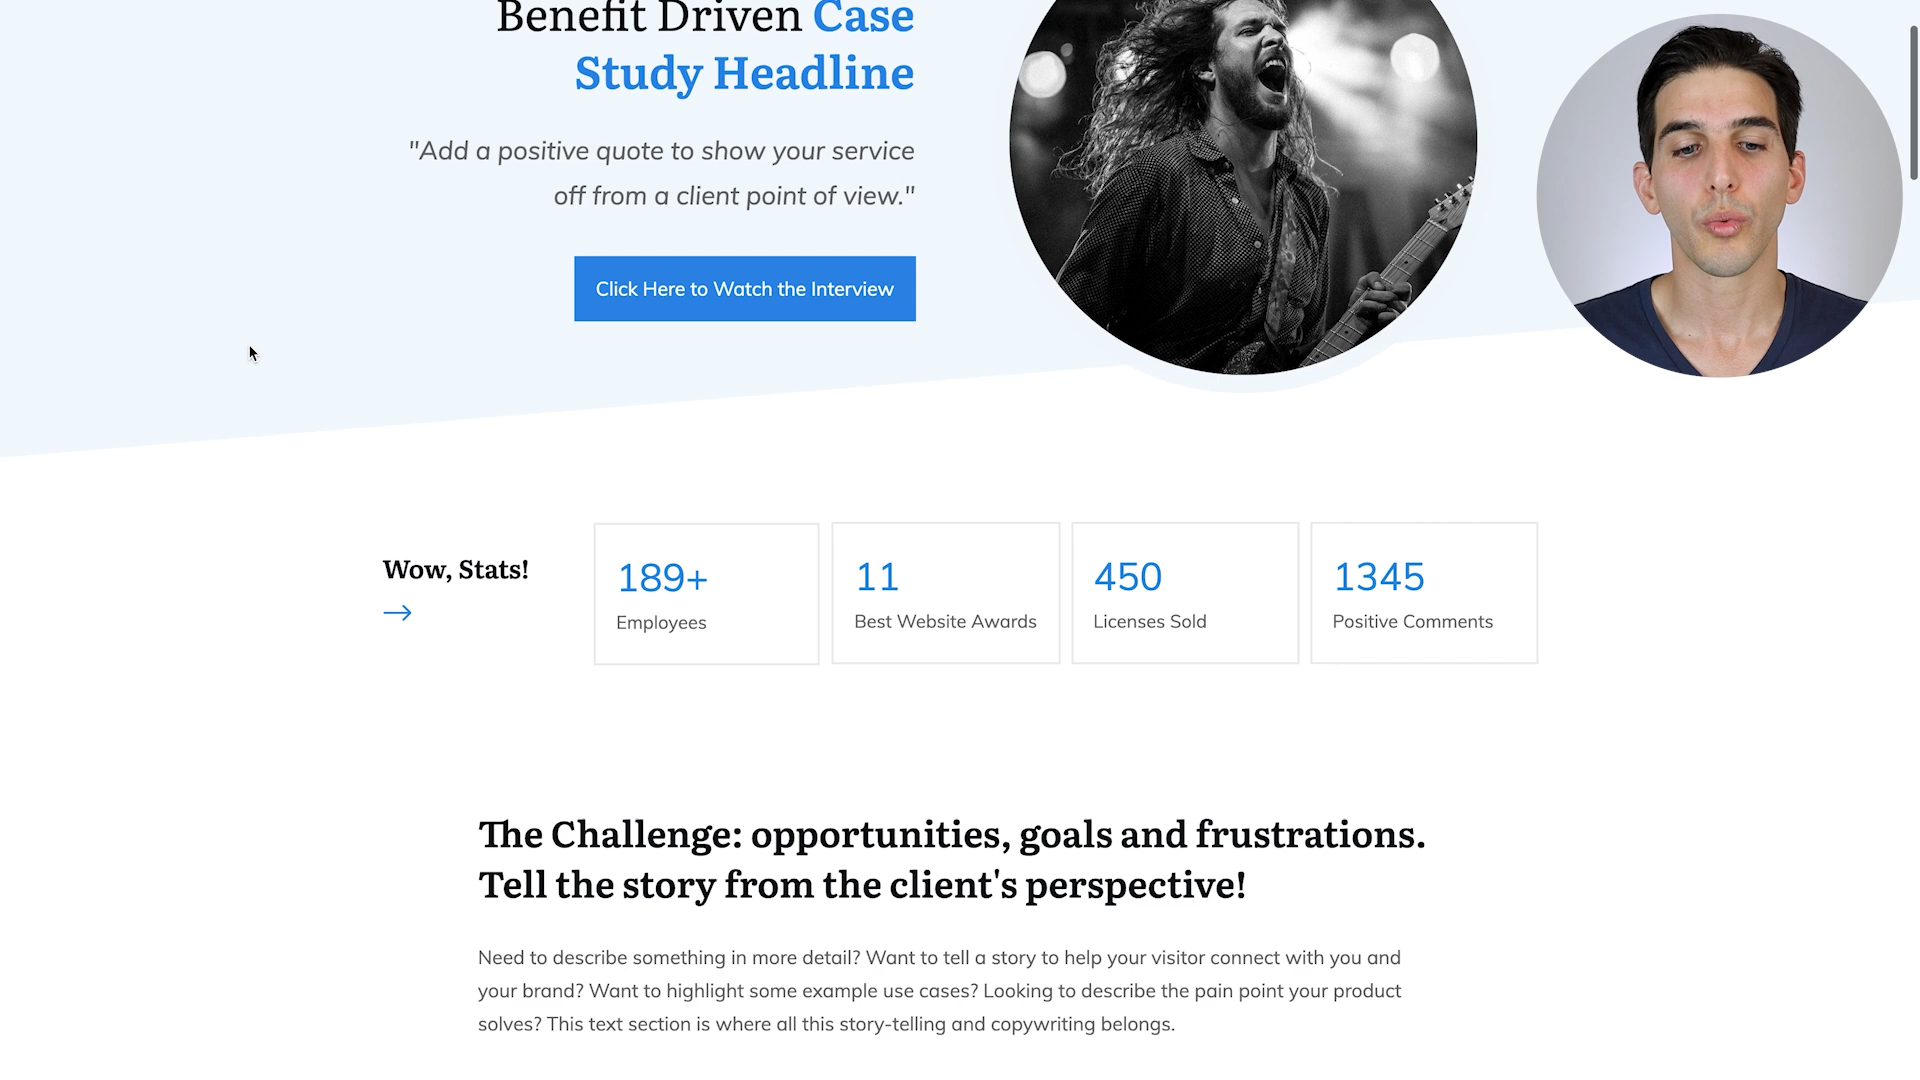 Benefit Driven Case
Study Headline
"Add a positive quote to show your service
off from a client point of view."
Click Here to Watch the Interview
Wow, Stats!
189+
Employees
11
Best Website Awards
450
Licenses Sold
1345
Positive Comments
The Challenge: opportunities, goals and frustrations.
Tell the story from the client's perspective!
Need to describe something in more detail? Want to tell a story to help your visitor connect with you and
your brand? Want to highlight some example use cases? Looking to describe the pain point your product
solves? This text section is where all this story-telling and copywriting belongs.